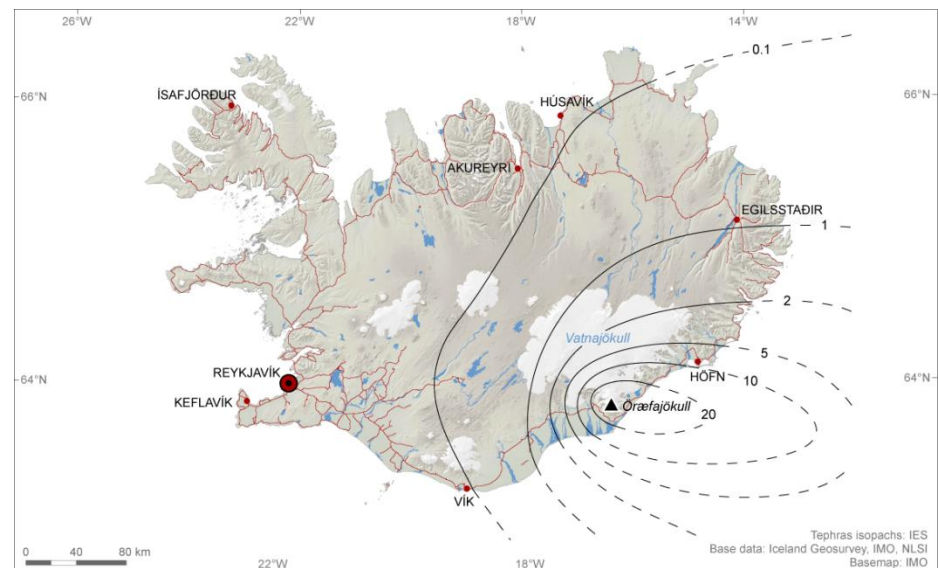 26°W
22°W
18°W
14°W
0.1
66°N
66°N
ÍSAFJÖRÐUR
HÚSAVÍK
AKUREYRI
EGILSSTAÐIR
1
2
Vatnajökull
5
REYKJAVÍK
HÖFN
64°N
64°N
10
KEFLAVÍK
Öræfajökull
20
VÍK
Tephras isopachs: IES
Base data: Iceland Geosurvey, IMO, NLSI
Basemap: IMO
0 20 40 80 km
22°W
18°W